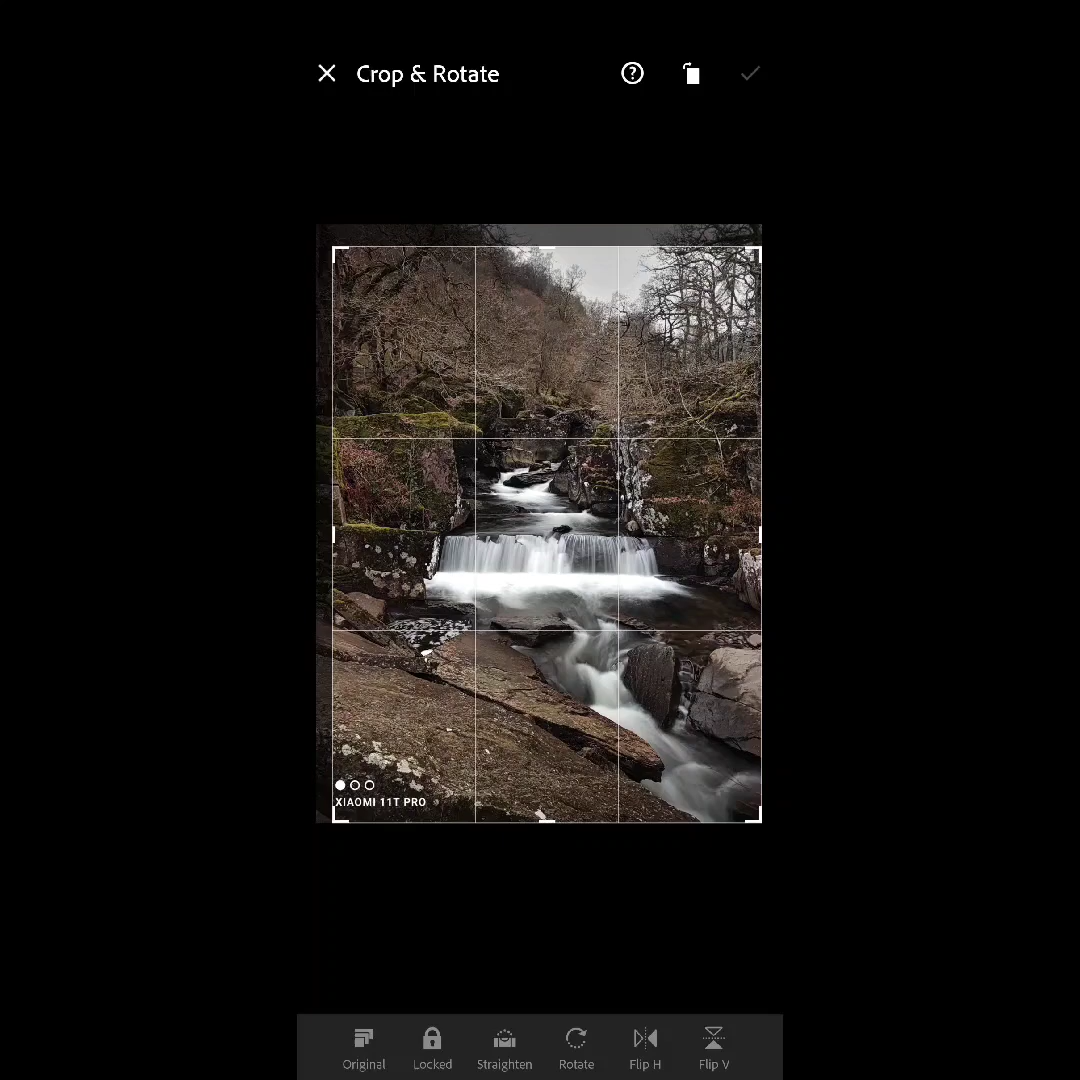 Crop & Rotate
XIAOMI 11T PRO
Original Locked Straighten Rotate Flip H Flip V